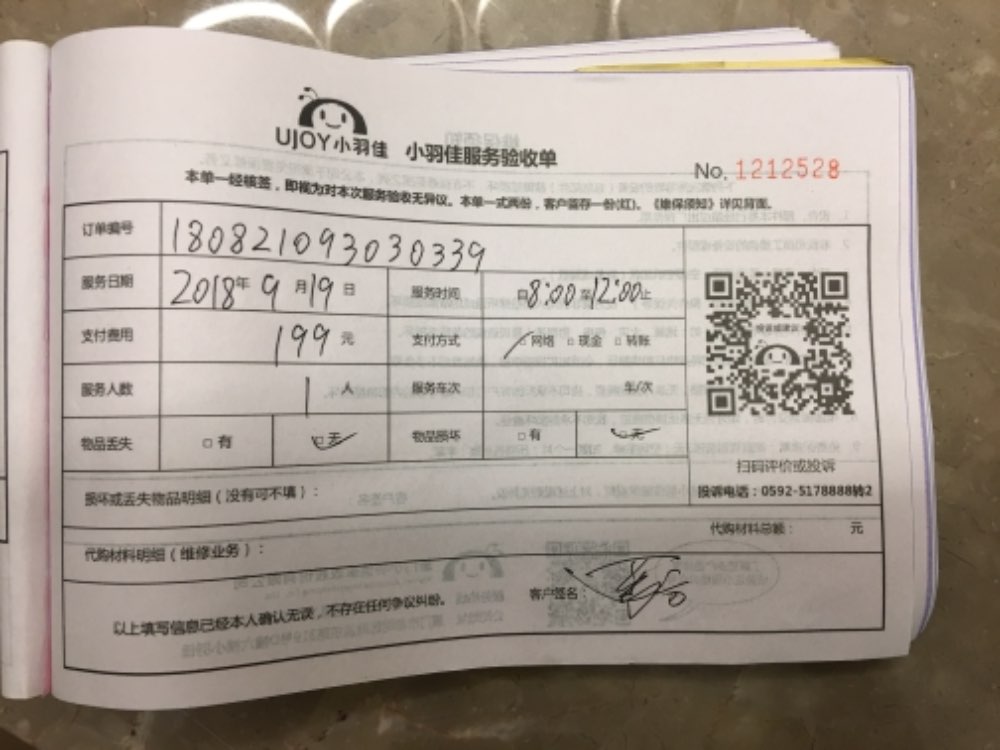 UJOY小羽佳 小羽佳服务验收单
No. 1212528
本单一经核签，即视为对本次服务验收无异议。本单一式两份，客户留存一份(红)。《维保须知》详见背面。
订单编号 180821093030339
服务日期 2018年 9 月 19 日 服务时间 8:00至12:00止
支付费用 199 元 支付方式 网络 □ 现金 □ 转账
服务人数 1 人 服务车次 车/次
物品丢失 □ 有 □ 无 物品损坏 □ 有 □ 无
扫码评价或投诉
损坏或丢失物品明细（没有可不填）：
投诉电话：0592-5178888转2
代购材料总额： 元
代购材料明细（维修业务）：
客户签名：
以上填写信息已经本人确认无误，不存在任何争议纠纷。